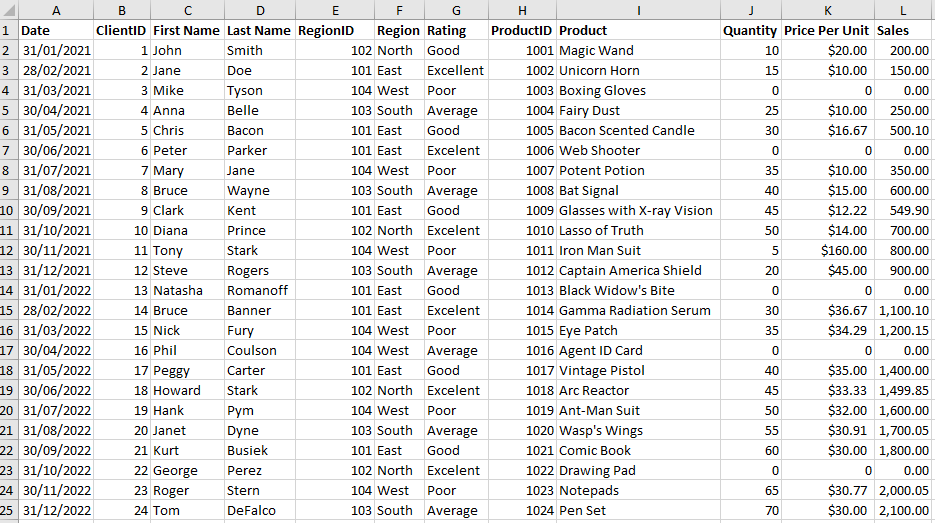 A B C D E F G H I J K L
1 Date ClientID First Name Last Name RegionID Region Rating ProductID Product Quantity Price Per Unit Sales
2 31/01/2021 1 John Smith 102 North Good 1001 Magic Wand 10 $20.00 200.00
3 28/02/2021 2 Jane Doe 101 East Excellent 1002 Unicorn Horn 15 $10.00 150.00
4 31/03/2021 3 Mike Tyson 104 West Poor 1003 Boxing Gloves 0 0 0.00
5 30/04/2021 4 Anna Belle 103 South Average 1004 Fairy Dust 25 $10.00 250.00
6 31/05/2021 5 Chris Bacon 101 East Good 1005 Bacon Scented Candle 30 $16.67 500.10
7 30/06/2021 6 Peter Parker 101 East Excelent 1006 Web Shooter 0 0 0.00
8 31/07/2021 7 Mary Jane 104 West Poor 1007 Potent Potion 35 $10.00 350.00
9 31/08/2021 8 Bruce Wayne 103 South Average 1008 Bat Signal 40 $15.00 600.00
10 30/09/2021 9 Clark Kent 101 East Good 1009 Glasses with X-ray Vision 45 $12.22 549.90
11 31/10/2021 10 Diana Prince 102 North Excelent 1010 Lasso of Truth 50 $14.00 700.00
12 30/11/2021 11 Tony Stark 104 West Poor 1011 Iron Man Suit 5 $160.00 800.00
13 31/12/2021 12 Steve Rogers 103 South Average 1012 Captain America Shield 20 $45.00 900.00
14 31/01/2022 13 Natasha Romanoff 101 East Good 1013 Black Widow's Bite 0 0 0.00
15 28/02/2022 14 Bruce Banner 101 East Excelent 1014 Gamma Radiation Serum 30 $36.67 1,100.10
16 31/03/2022 15 Nick Fury 104 West Poor 1015 Eye Patch 35 $34.29 1,200.15
17 30/04/2022 16 Phil Coulson 104 West Average 1016 Agent ID Card 0 0 0.00
18 31/05/2022 17 Peggy Carter 101 East Good 1017 Vintage Pistol 40 $35.00 1,400.00
19 30/06/2022 18 Howard Stark 102 North Excelent 1018 Arc Reactor 45 $33.33 1,499.85
20 31/07/2022 19 Hank Pym 104 West Poor 1019 Ant-Man Suit 50 $32.00 1,600.00
21 31/08/2022 20 Janet Dyne 103 South Average 1020 Wasp's Wings 55 $30.91 1,700.05
22 30/09/2022 21 Kurt Busiek 101 East Good 1021 Comic Book 60 $30.00 1,800.00
23 31/10/2022 22 George Perez 102 North Excelent 1022 Drawing Pad 0 0 0.00
24 30/11/2022 23 Roger Stern 104 West Poor 1023 Notepads 65 $30.77 2,000.05
25 31/12/2022 24 Tom DeFalco 103 South Average 1024 Pen Set 70 $30.00 2,100.00